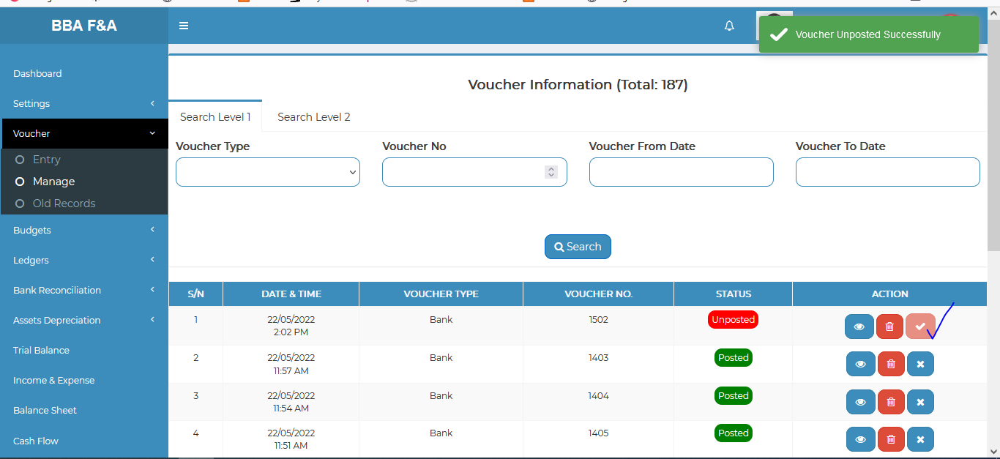 BBA F&A
Voucher Unposted Successfully
Dashboard
Settings
Voucher
Entry
Manage
Old Records
Budgets
Ledgers
Bank Reconciliation
Assets Depreciation
Trial Balance
Income & Expense
Balance Sheet
Cash Flow
Voucher Information (Total: 187)
Search Level 1 Search Level 2
Voucher Type Voucher No Voucher From Date Voucher To Date
Search
S/N DATE & TIME VOUCHER TYPE VOUCHER NO. STATUS ACTION
1 22/05/2022 Bank 1502 Unposted
2:02 PM
2 22/05/2022 Bank 1403 Posted
11:57 AM
3 22/05/2022 Bank 1404 Posted
11:54 AM
4 22/05/2022 Bank 1405 Posted
11:51 AM